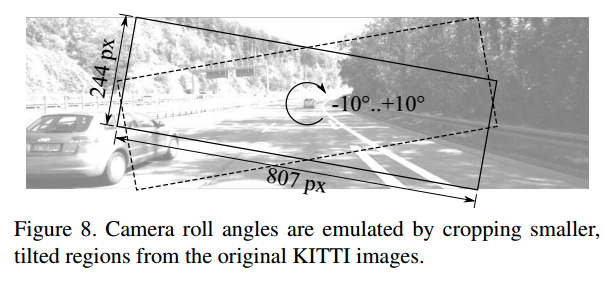 244 px
-10°..+10°
807 px
Figure 8. Camera roll angles are emulated by cropping smaller,
tilted regions from the original KITTI images.